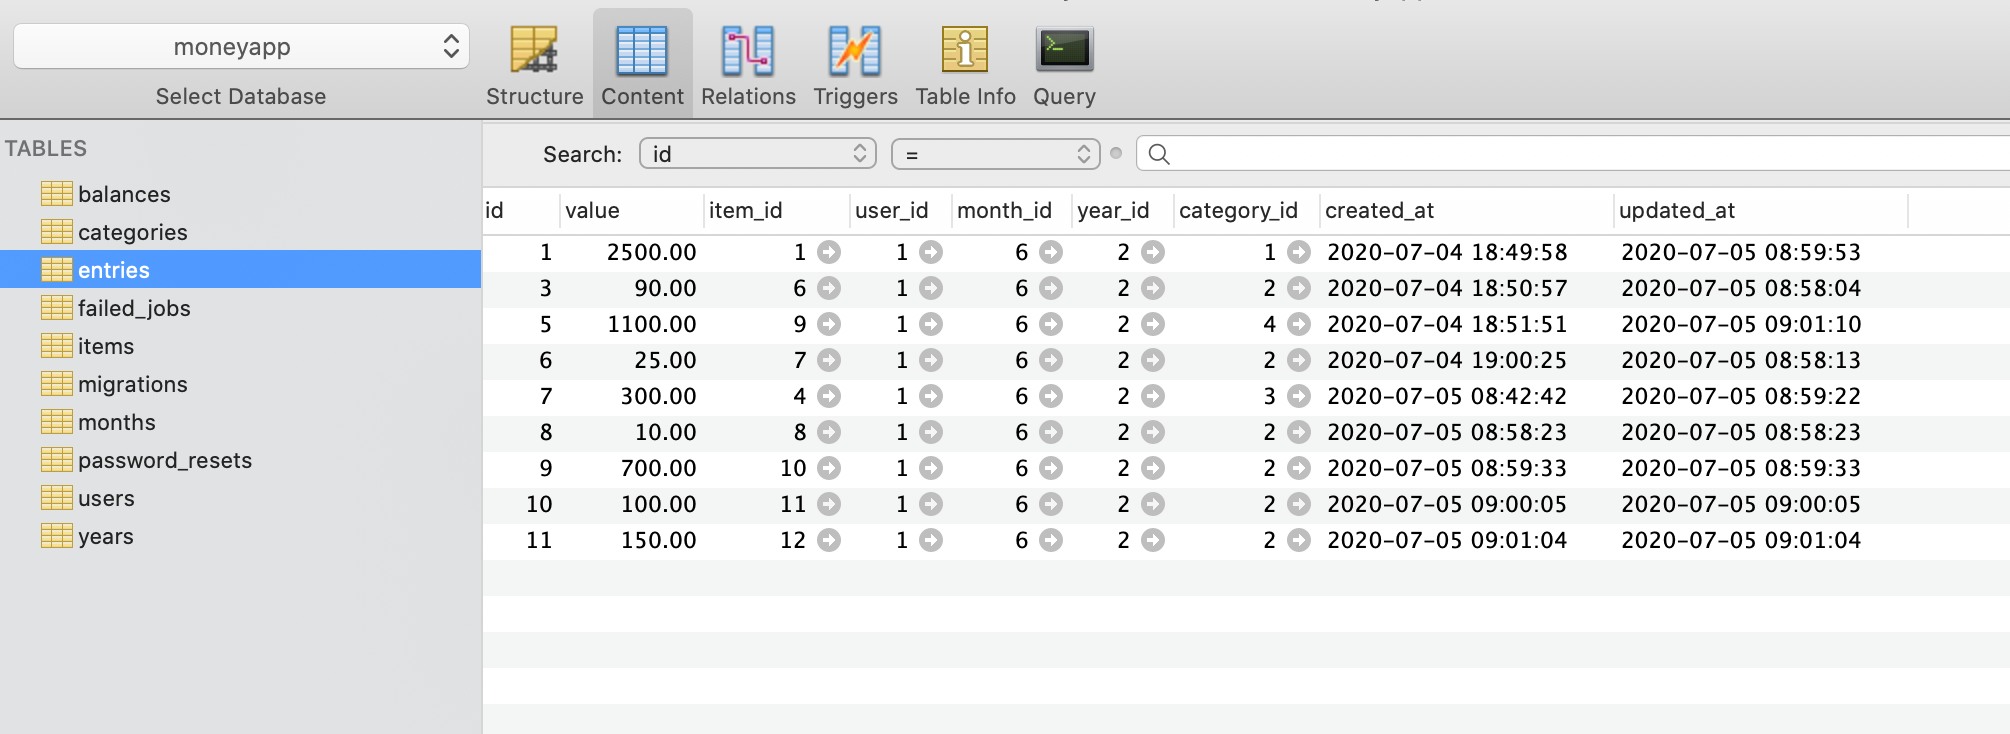 moneyapp
Select Database
Structure Content Relations Triggers Table Info Query
TABLES
balances
categories
entries
failed_jobs
items
migrations
months
password_resets
users
years
Search: id =
id value item_id user_id month_id year_id category_id created_at updated_at
1 2500.00 1 1 6 2 1 2020-07-04 18:49:58 2020-07-05 08:59:53
3 90.00 6 1 6 2 2 2020-07-04 18:50:57 2020-07-05 08:58:04
5 1100.00 9 1 6 2 4 2020-07-04 18:51:51 2020-07-05 09:01:10
6 25.00 7 1 6 2 2 2020-07-04 19:00:25 2020-07-05 08:58:13
7 300.00 4 1 6 2 3 2020-07-05 08:42:42 2020-07-05 08:59:22
8 10.00 8 1 6 2 2 2020-07-05 08:58:23 2020-07-05 08:58:23
9 700.00 10 1 6 2 2 2020-07-05 08:59:33 2020-07-05 08:59:33
10 100.00 11 1 6 2 2 2020-07-05 09:00:05 2020-07-05 09:00:05
11 150.00 12 1 6 2 2 2020-07-05 09:01:04 2020-07-05 09:01:04